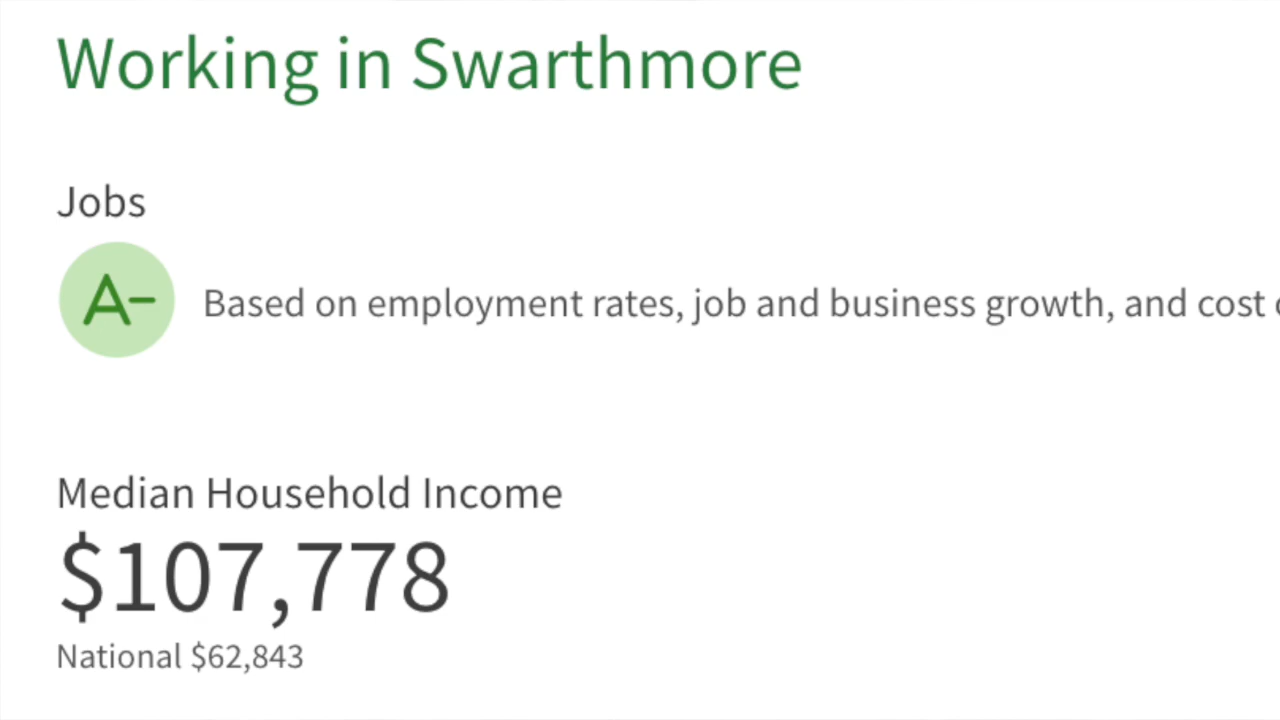 Working in Swarthmore
Jobs
A-
Based on employment rates, job and business growth, and cost
Median Household Income
$107,778
National $62,843